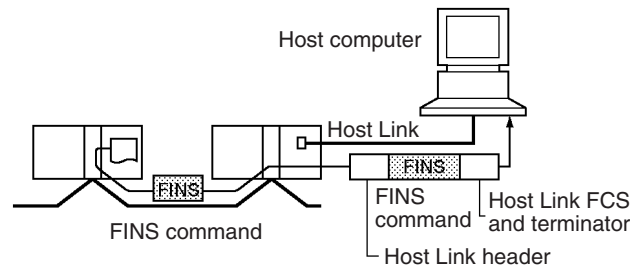 Host computer
Host Link
FINS
FINS
FINS command
FINS
command
Host Link FCS
and terminator
Host Link header